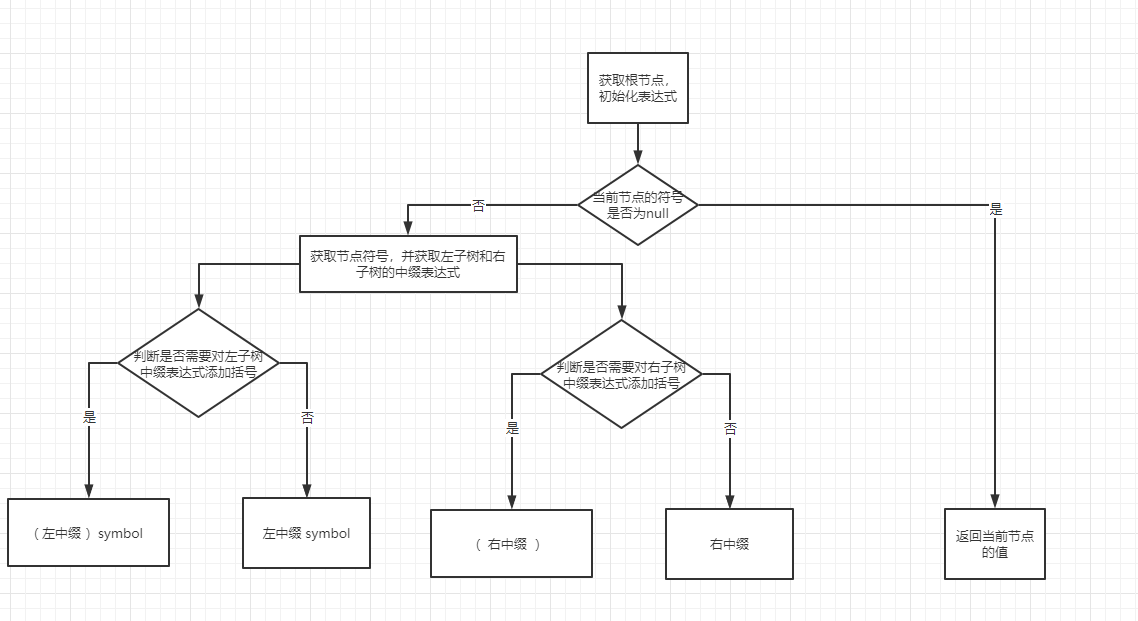 获取根节点，
初始化表达式
当前节点的符号
是否为null
否
是
获取节点符号，并获取左子树和右
子树的中缀表达式
判断是否需要对左子树
中缀表达式添加括号
判断是否需要对右子树
中缀表达式添加括号
是
否
是
否
（左中缀）symbol
左中缀 symbol
（ 右中缀 ）
右中缀
返回当前节点
的值